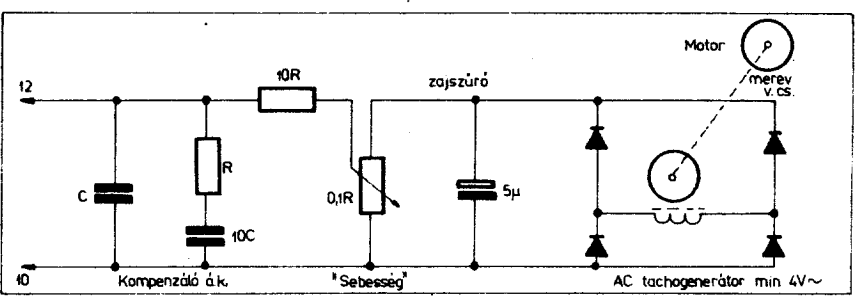 Motor
merev
v. cs.
12
10R
zajszűrő
C
R
10C
0,1R
5μ
10
Kompenzáló á.k.
"Sebesség"
AC tachogenerátor min 4V~